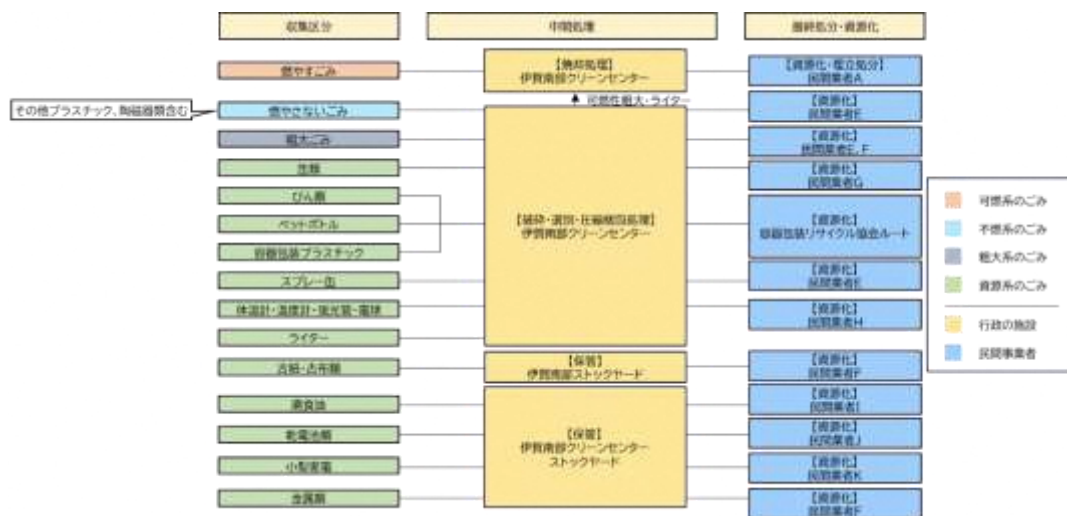 収集区分
中間処理
最終処分・資源化
燃やすごみ
【焼却処理】
伊賀南部クリーンセンター
【資源化・埋立処分】
民間業者A
可燃性粗大・ライター
その他プラスチック、陶磁器類含む
燃やさないごみ
【資源化】
民間業者E
粗大ごみ
【資源化】
民間業者E、F
缶類
【資源化】
民間業者G
びん類
ペットボトル
容器包装プラスチック
【破砕・選別・圧縮梱包処理】
伊賀南部クリーンセンター
【資源化】
容器包装リサイクル協会ルート
スプレー缶
【資源化】
民間業者E
体温計・温度計・蛍光管・電球
【資源化】
民間業者H
ライター
古紙・古布類
【保管】
伊賀南部ストックヤード
【資源化】
民間業者F
廃食油
【資源化】
民間業者I
乾電池類
【保管】
伊賀南部クリーンセンター
ストックヤード
【資源化】
民間業者J
小型家電
【資源化】
民間業者K
金属類
【資源化】
民間業者F
可燃系のごみ
不燃系のごみ
粗大系のごみ
資源系のごみ
行政の施設
民間事業者